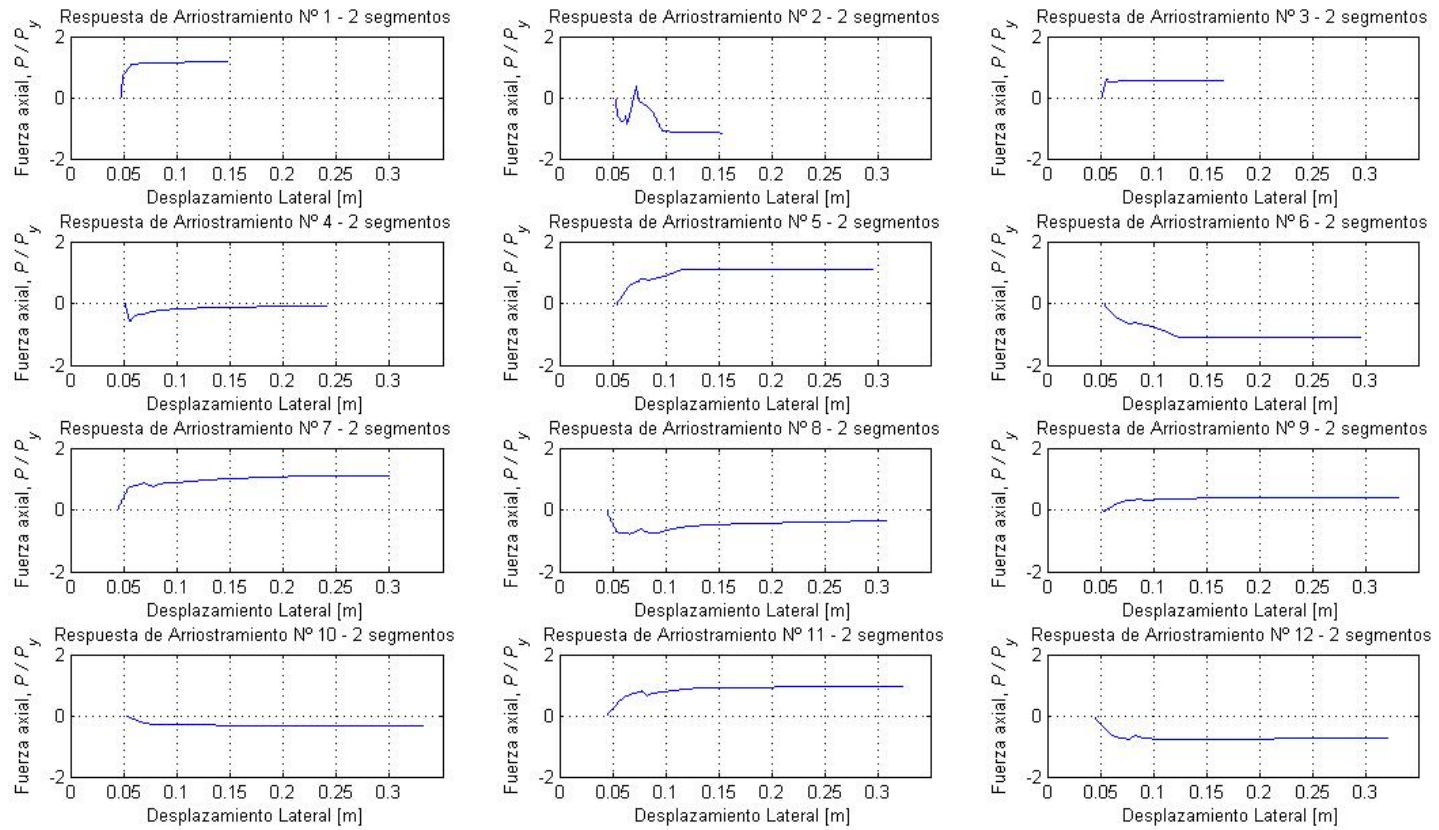 Respuesta de Arriostramiento Nº 1 - 2 segmentos
Fuerza axial, P / Py
2
0
-2
0 0.05 0.1 0.15 0.2 0.25 0.3
Desplazamiento Lateral [m]
Respuesta de Arriostramiento Nº 2 - 2 segmentos
Fuerza axial, P / Py
2
0
-2
0 0.05 0.1 0.15 0.2 0.25 0.3
Desplazamiento Lateral [m]
Respuesta de Arriostramiento Nº 3 - 2 segmentos
Fuerza axial, P / Py
2
0
-2
0 0.05 0.1 0.15 0.2 0.25 0.3
Desplazamiento Lateral [m]
Respuesta de Arriostramiento Nº 4 - 2 segmentos
Fuerza axial, P / Py
2
0
-2
0 0.05 0.1 0.15 0.2 0.25 0.3
Desplazamiento Lateral [m]
Respuesta de Arriostramiento Nº 5 - 2 segmentos
Fuerza axial, P / Py
2
0
-2
0 0.05 0.1 0.15 0.2 0.25 0.3
Desplazamiento Lateral [m]
Respuesta de Arriostramiento Nº 6 - 2 segmentos
Fuerza axial, P / Py
2
0
-2
0 0.05 0.1 0.15 0.2 0.25 0.3
Desplazamiento Lateral [m]
Respuesta de Arriostramiento Nº 7 - 2 segmentos
Fuerza axial, P / Py
2
0
-2
0 0.05 0.1 0.15 0.2 0.25 0.3
Desplazamiento Lateral [m]
Respuesta de Arriostramiento Nº 8 - 2 segmentos
Fuerza axial, P / Py
2
0
-2
0 0.05 0.1 0.15 0.2 0.25 0.3
Desplazamiento Lateral [m]
Respuesta de Arriostramiento Nº 9 - 2 segmentos
Fuerza axial, P / Py
2
0
-2
0 0.05 0.1 0.15 0.2 0.25 0.3
Desplazamiento Lateral [m]
Respuesta de Arriostramiento Nº 10 - 2 segmentos
Fuerza axial, P / Py
2
0
-2
0 0.05 0.1 0.15 0.2 0.25 0.3
Desplazamiento Lateral [m]
Respuesta de Arriostramiento Nº 11 - 2 segmentos
Fuerza axial, P / Py
2
0
-2
0 0.05 0.1 0.15 0.2 0.25 0.3
Desplazamiento Lateral [m]
Respuesta de Arriostramiento Nº 12 - 2 segmentos
Fuerza axial, P / Py
2
0
-2
0 0.05 0.1 0.15 0.2 0.25 0.3
Desplazamiento Lateral [m]